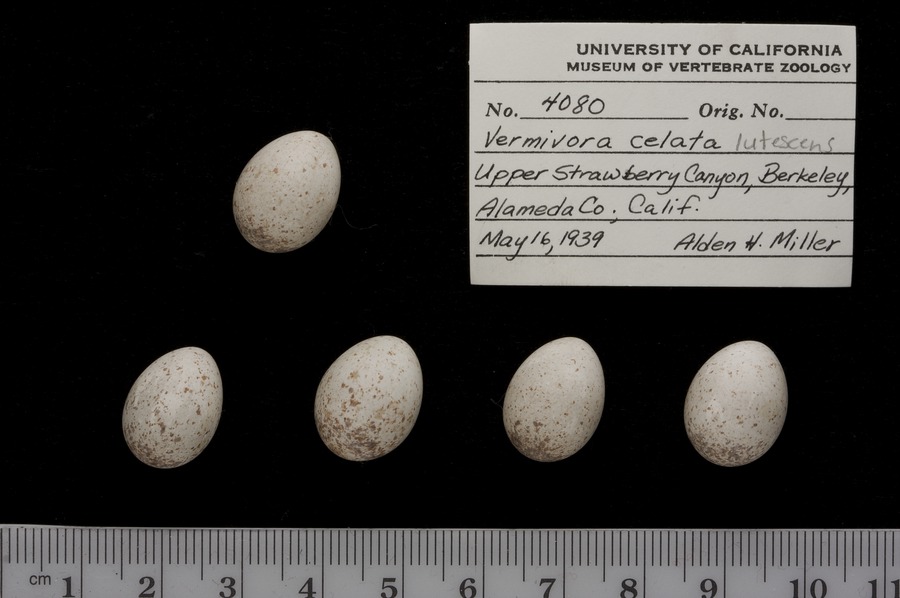 UNIVERSITY OF CALIFORNIA
MUSEUM OF VERTEBRATE ZOOLOGY
No. 4080 Orig. No.
Vermivora celata lutescens
Upper Strawberry Canyon, Berkeley,
Alameda Co., Calif.
May 16, 1939 Alden H. Miller
cm 1 2 3 4 5 6 7 8 9 10 11